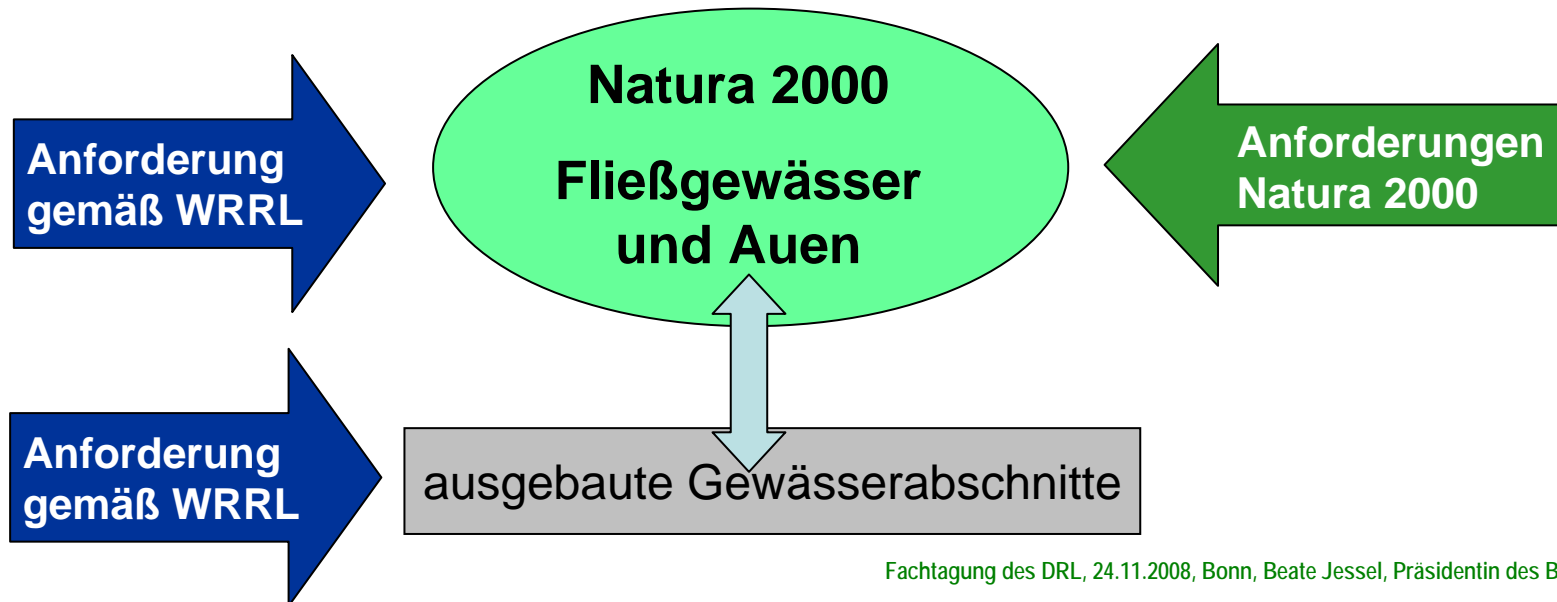 Natura 2000
Fließgewässer
und Auen
Anforderung
gemäß WRRL
Anforderungen
Natura 2000
Anforderung
gemäß WRRL
ausgebaute Gewässerabschnitte
Fachtagung des DRL, 24.11.2008, Bonn, Beate Jessel, Präsidentin des B